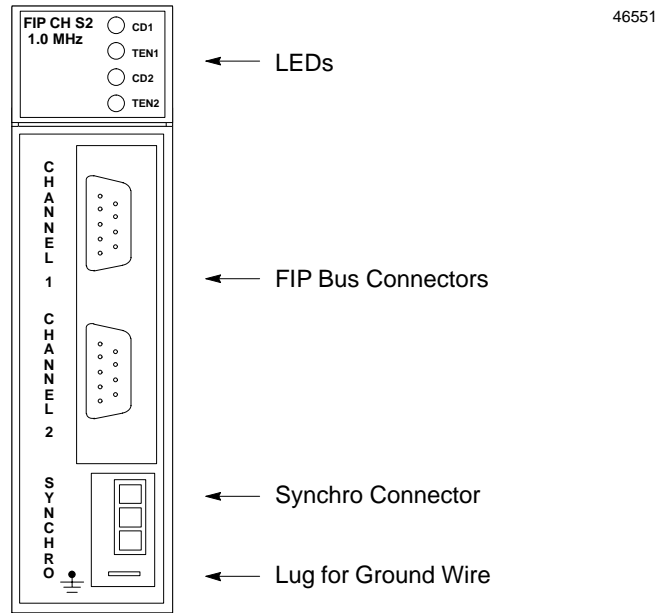 46551
FIP CH S2
1.0 MHz
CD1
TEN1
CD2
TEN2
LEDs
CHANNEL 1
FIP Bus Connectors
CHANNEL 2
SYNCHRO
Synchro Connector
Lug for Ground Wire